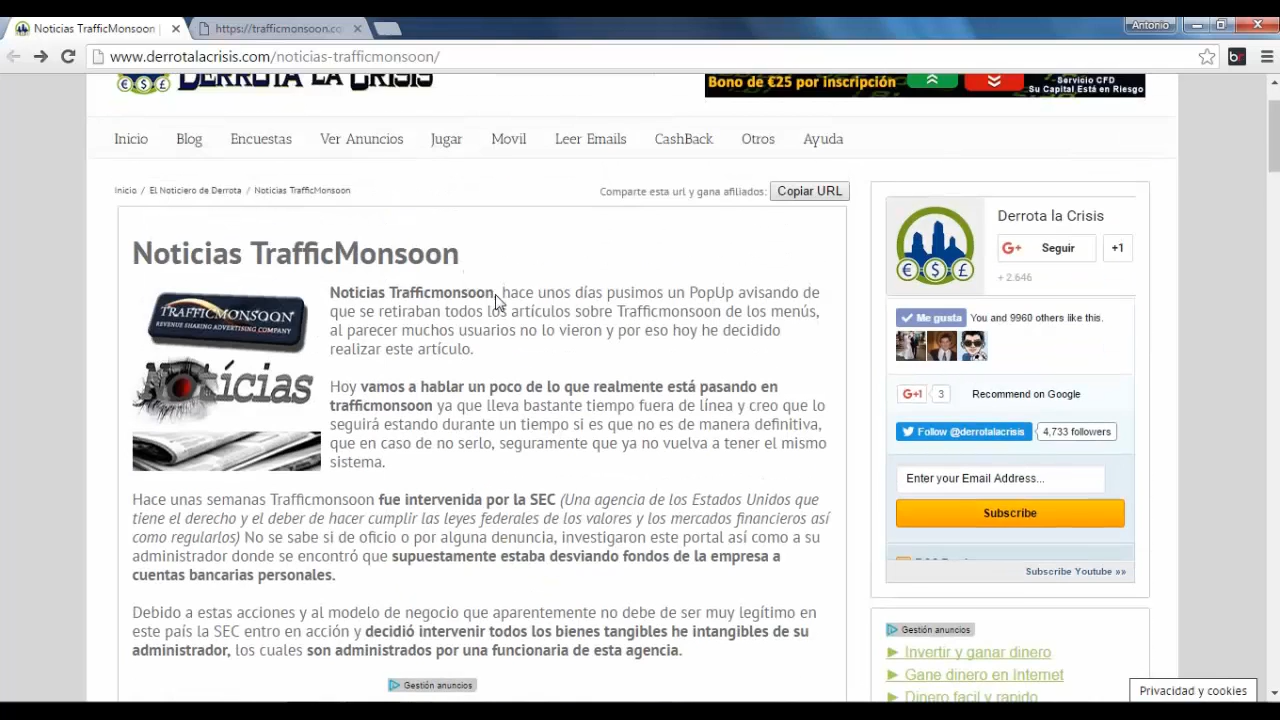 Noticias TrafficMonsoon
https://trafficmonsoon.co
Antonio
www.derrotalacrisis.com/noticias-trafficmonsoon/
DERROTA LA CRISIS
Bono de €25 por inscripción
Servicio CFD
Su Capital Está en Riesgo
Inicio Blog Encuestas Ver Anuncios Jugar Movil Leer Emails CashBack Otros Ayuda
Inicio / El Noticiero de Derrota / Noticias TrafficMonsoon
Comparte esta url y gana afiliados: Copiar URL
Noticias TrafficMonsoon
TRAFFICMONSOON
REVENUE SHARING ADVERTISING COMPANY
Noticias
Noticias Trafficmonsoon, hace unos días pusimos un PopUp avisando de
que se retiraban todos los artículos sobre Trafficmonsoon de los menús,
al parecer muchos usuarios no lo vieron y por eso hoy he decidido
realizar este artículo.
Hoy vamos a hablar un poco de lo que realmente está pasando en
trafficmonsoon ya que lleva bastante tiempo fuera de línea y creo que lo
seguirá estando durante un tiempo si es que no es de manera definitiva,
que en caso de no serlo, seguramente que ya no vuelva a tener el mismo
sistema.
Hace unas semanas Trafficmonsoon fue intervenida por la SEC (Una agencia de los Estados Unidos que
tiene el derecho y el deber de hacer cumplir las leyes federales de los valores y los mercados financieros así
como regularlos) No se sabe si de oficio o por alguna denuncia, investigaron este portal así como a su
administrador donde se encontró que supuestamente estaba desviando fondos de la empresa a
cuentas bancarias personales.
Debido a estas acciones y al modelo de negocio que aparentemente no debe de ser muy legítimo en
este país la SEC entro en acción y decidió intervenir todos los bienes tangibles he intangibles de su
administrador, los cuales son administrados por una funcionaria de esta agencia.
Gestión anuncios
Derrota la Crisis
G+ Seguir +1
+ 2.646
Me gusta You and 9960 others like this.
G+1 3 Recommend on Google
Follow @derrotalacrisis 4,733 followers
Enter your Email Address...
Subscribe
Subscribe Youtube »»
Gestión anuncios
► Invertir y ganar dinero
► Gane dinero en Internet
► Dinero facil y rapido
Privacidad y cookies